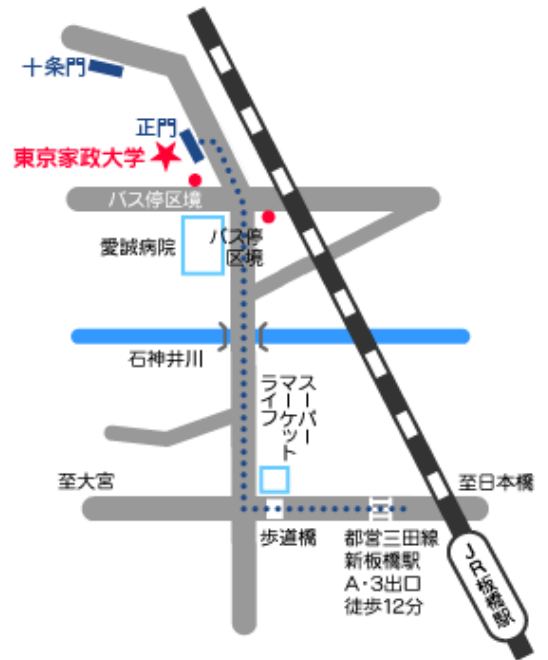 十条門
正門
東京家政大学
バス停区境
愛誠病院
バス停
区境
石神井川
スーパー
マーケット
ライフ
至大宮
至日本橋
歩道橋
都営三田線
新板橋駅
A・3出口
徒歩12分
JR板橋駅